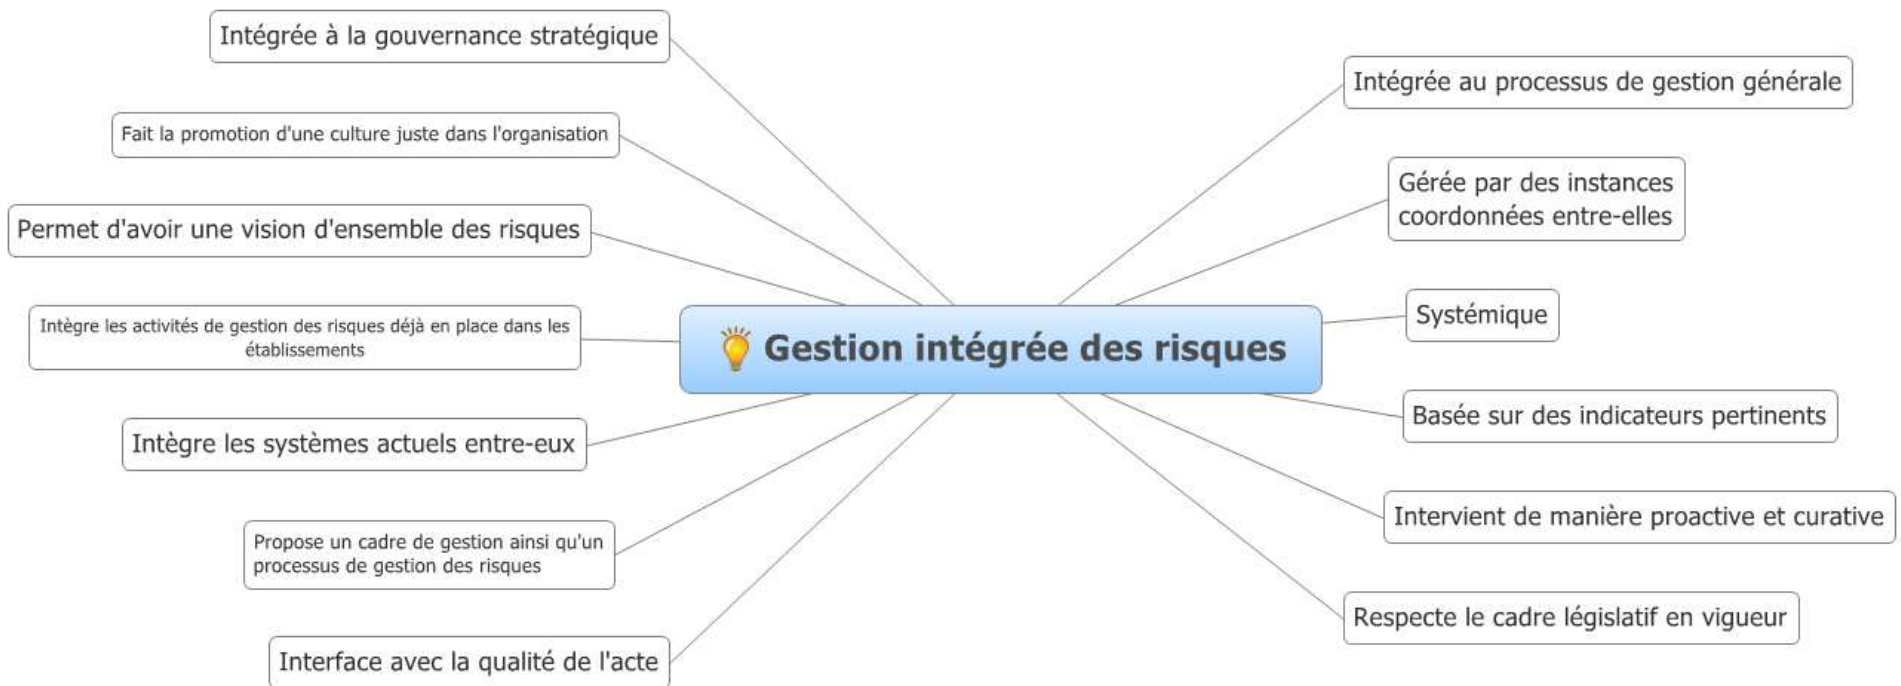 Intégrée à la gouvernance stratégique
Fait la promotion d'une culture juste dans l'organisation
Permet d'avoir une vision d'ensemble des risques
Intègre les activités de gestion des risques déjà en place dans les
établissements
Intègre les systèmes actuels entre-eux
Propose un cadre de gestion ainsi qu'un
processus de gestion des risques
Interface avec la qualité de l'acte
Gestion intégrée des risques
Intégrée au processus de gestion générale
Gérée par des instances
coordonnées entre-elles
Systémique
Basée sur des indicateurs pertinents
Intervient de manière proactive et curative
Respecte le cadre législatif en vigueur